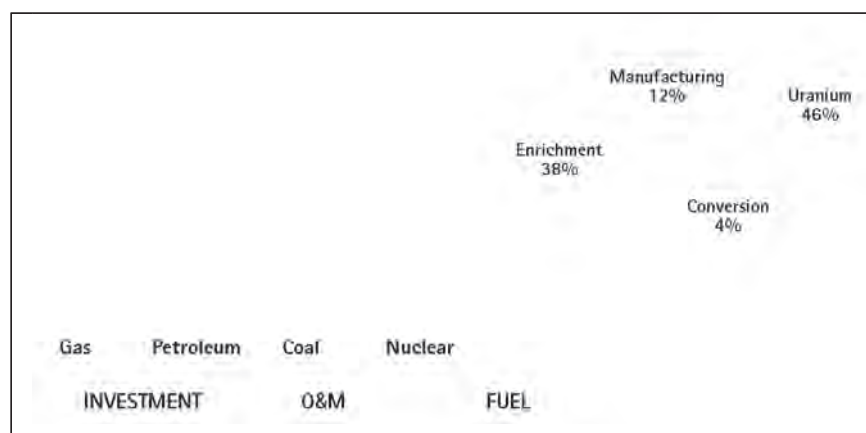 Manufacturing
12%
Uranium
46%
Enrichment
38%
Conversion
4%
Gas Petroleum Coal Nuclear
INVESTMENT O&M FUEL